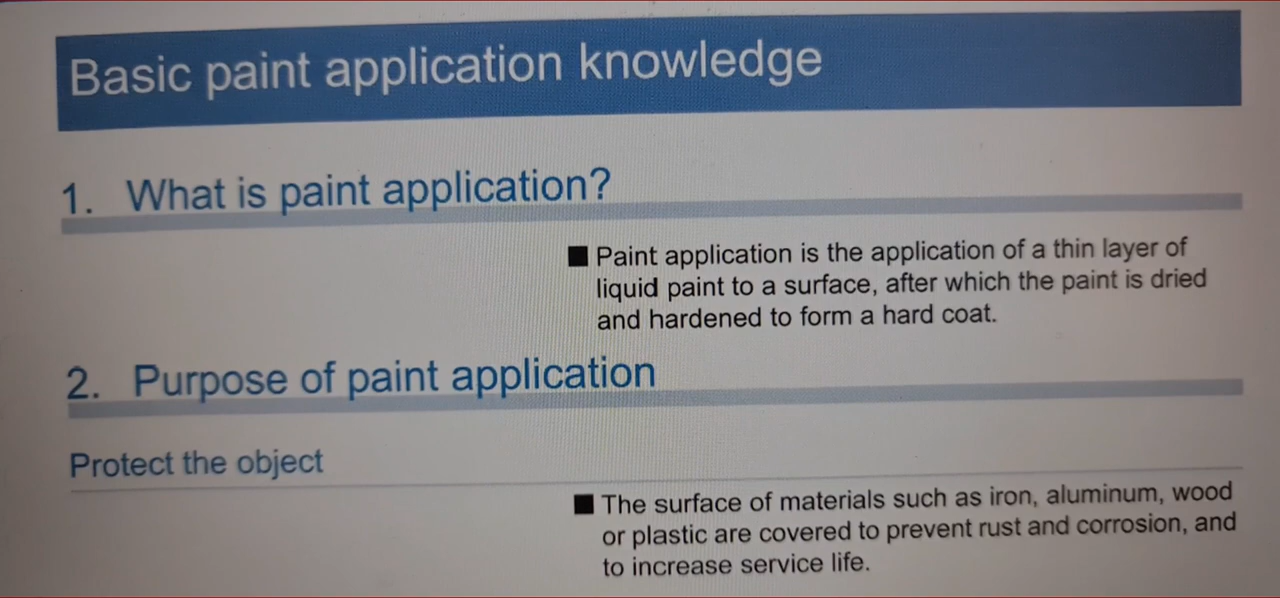 Basic paint application knowledge
1. What is paint application?
■ Paint application is the application of a thin layer of
liquid paint to a surface, after which the paint is dried
and hardened to form a hard coat.
2. Purpose of paint application
Protect the object
■ The surface of materials such as iron, aluminum, wood
or plastic are covered to prevent rust and corrosion, and
to increase service life.